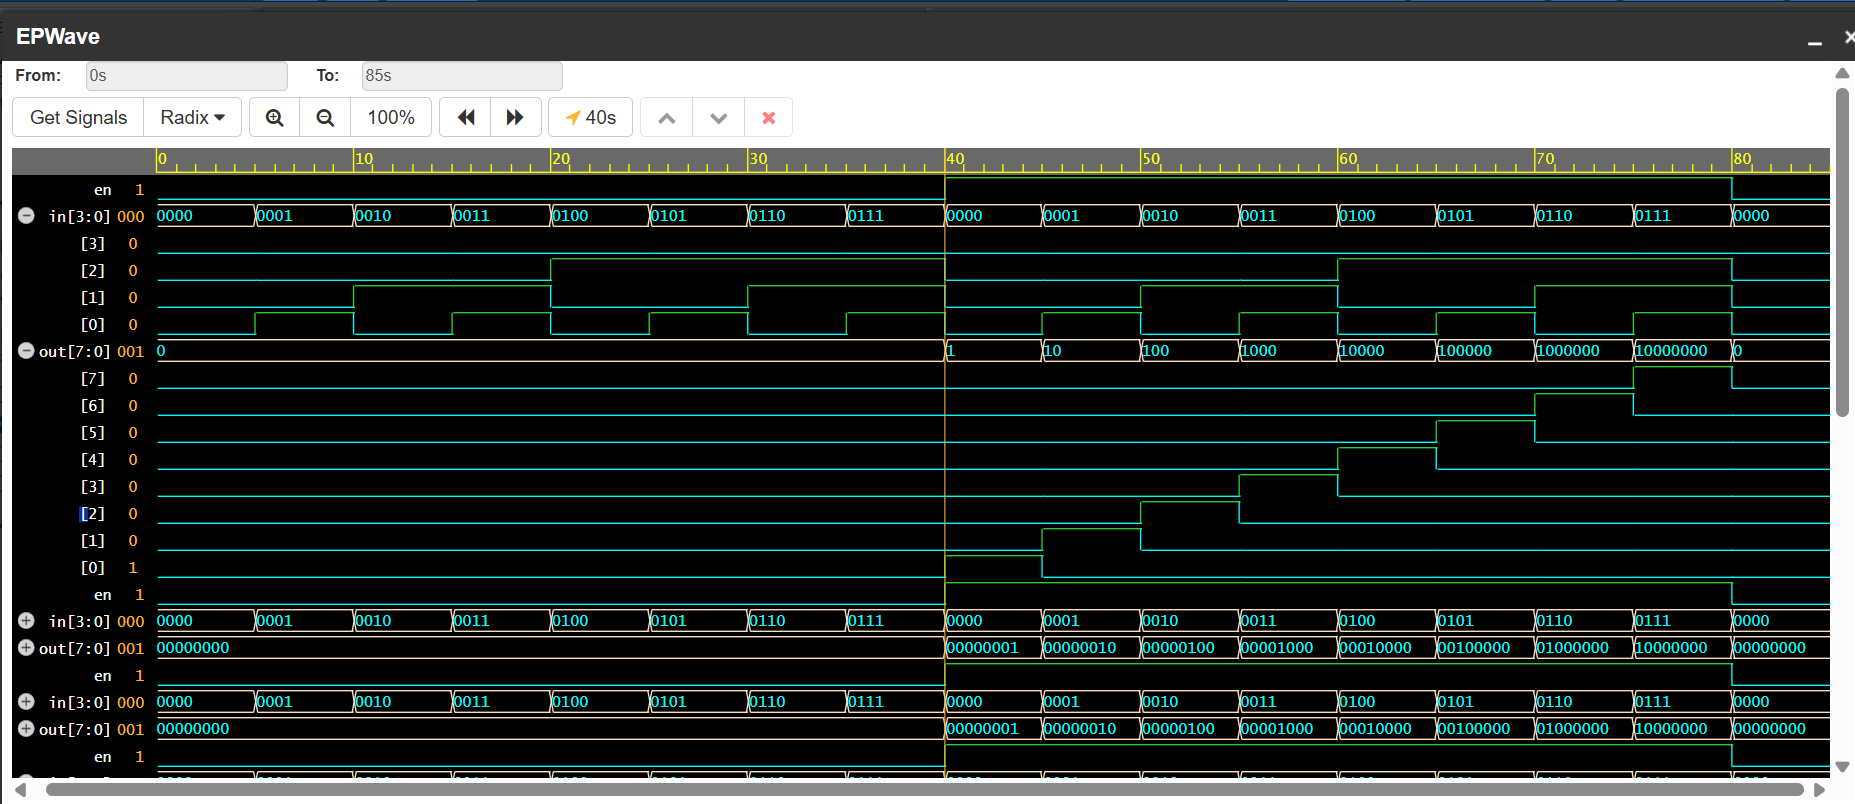 EPWave
From: 0s To: 85s
Get Signals Radix 100% 40s
0 10 20 30 40 50 60 70 80
en 1
in[3:0] 000 0000 0001 0010 0011 0100 0101 0110 0111 0000 0001 0010 0011 0100 0101 0110 0111 0000
[3] 0
[2] 0
[1] 0
[0] 0
out[7:0] 001 0 1 10 100 1000 10000 100000 1000000 10000000 0
[7] 0
[6] 0
[5] 0
[4] 0
[3] 0
[2] 0
[1] 0
[0] 1
en 1
in[3:0] 000 0000 0001 0010 0011 0100 0101 0110 0111 0000 0001 0010 0011 0100 0101 0110 0111 0000
out[7:0] 001 00000000 00000001 00000010 00000100 00001000 00010000 00100000 01000000 10000000 00000000
en 1
in[3:0] 000 0000 0001 0010 0011 0100 0101 0110 0111 0000 0001 0010 0011 0100 0101 0110 0111 0000
out[7:0] 001 00000000 00000001 00000010 00000100 00001000 00010000 00100000 01000000 10000000 00000000
en 1